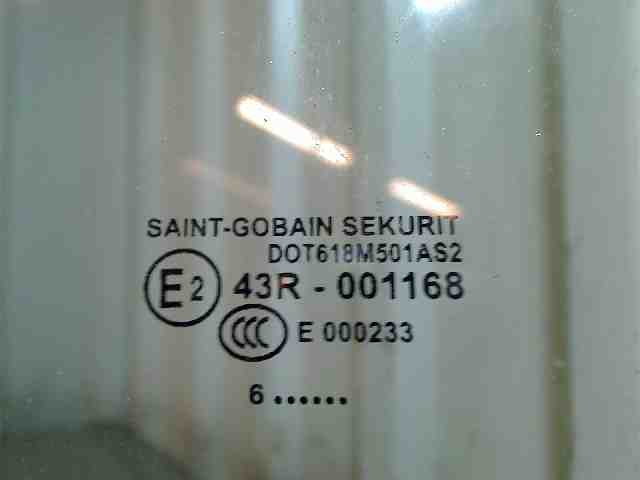 SAINT-GOBAIN SEKURIT
DOT618M501AS2
E2 43R - 001168
CCC E 000233
6 ......